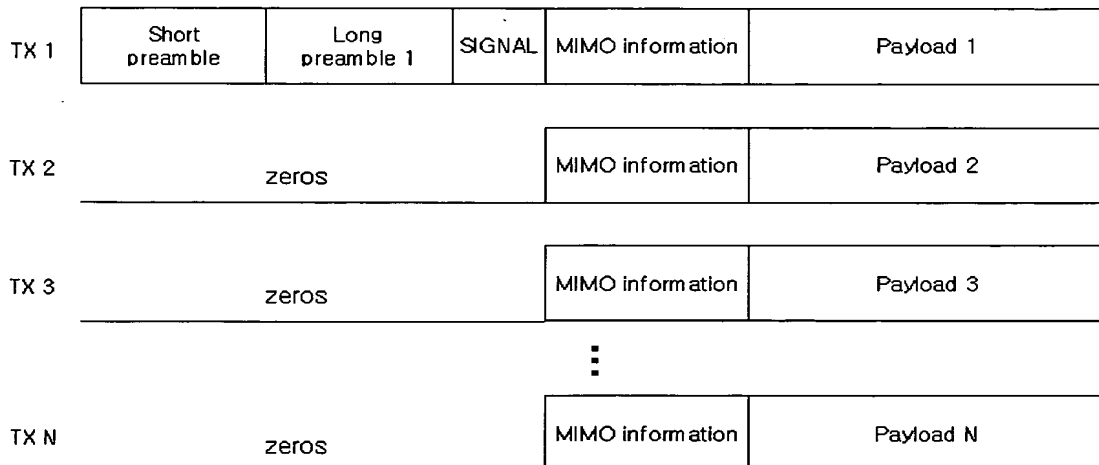 TX 1 Short preamble Long preamble 1 SIGNAL MIMO information Payload 1
TX 2 zeros MIMO information Payload 2
TX 3 zeros MIMO information Payload 3
TX N zeros MIMO information Payload N